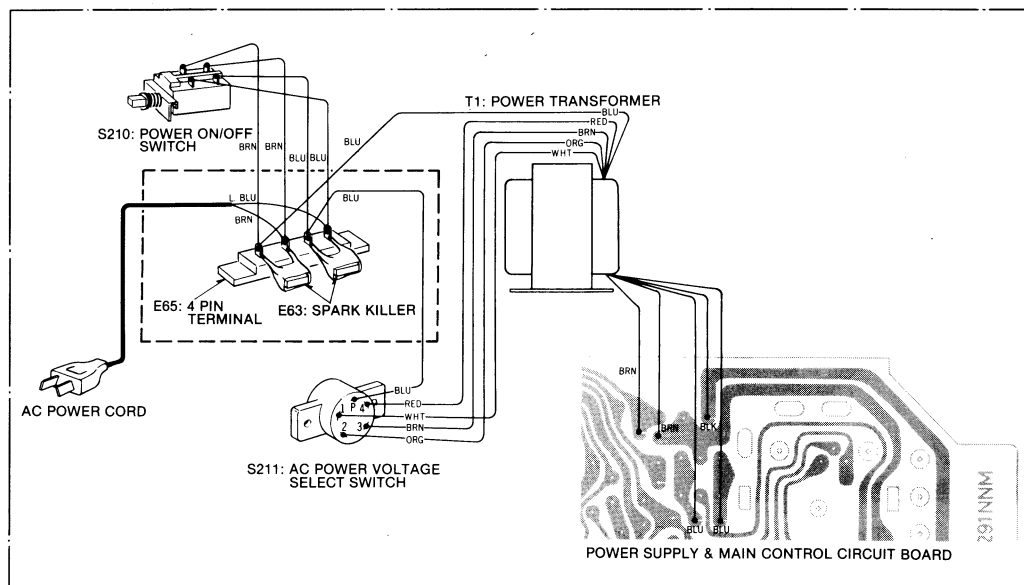 T1: POWER TRANSFORMER
BLU
RED
BRN
ORG
WHT
S210: POWER ON/OFF
SWITCH
BRN
BRN
BLU
BLU
BLU
L. BLU
BLU
BRN
E65: 4 PIN
TERMINAL
E63: SPARK KILLER
AC POWER CORD
BLU
RED
WHT
BRN
ORG
1 P 4
2 3
S211: AC POWER VOLTAGE
SELECT SWITCH
BRN
BRN
BLK
BLU
BLU
291NNM
POWER SUPPLY & MAIN CONTROL CIRCUIT BOARD